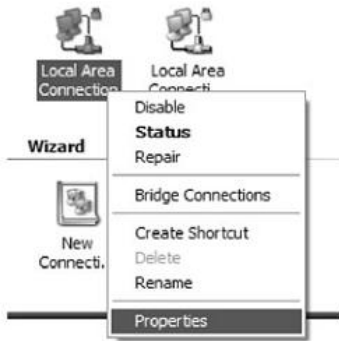 Local Area
Connection
Local Area
Connecti...
Disable
Status
Repair
Wizard
Bridge Connections
New
Connecti...
Create Shortcut
Delete
Rename
Properties